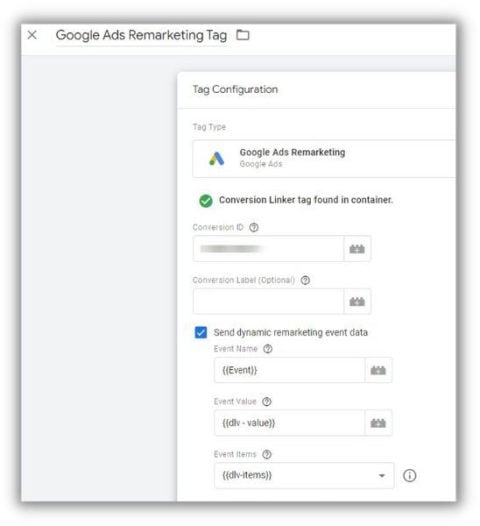 Google Ads Remarketing Tag
Tag Configuration
Tag Type
Google Ads Remarketing
Google Ads
Conversion Linker tag found in container.
Conversion ID
Conversion Label (Optional)
Send dynamic remarketing event data
Event Name
{{Event}}
Event Value
{{dlv - value}}
Event Items
{{dlv-items}}